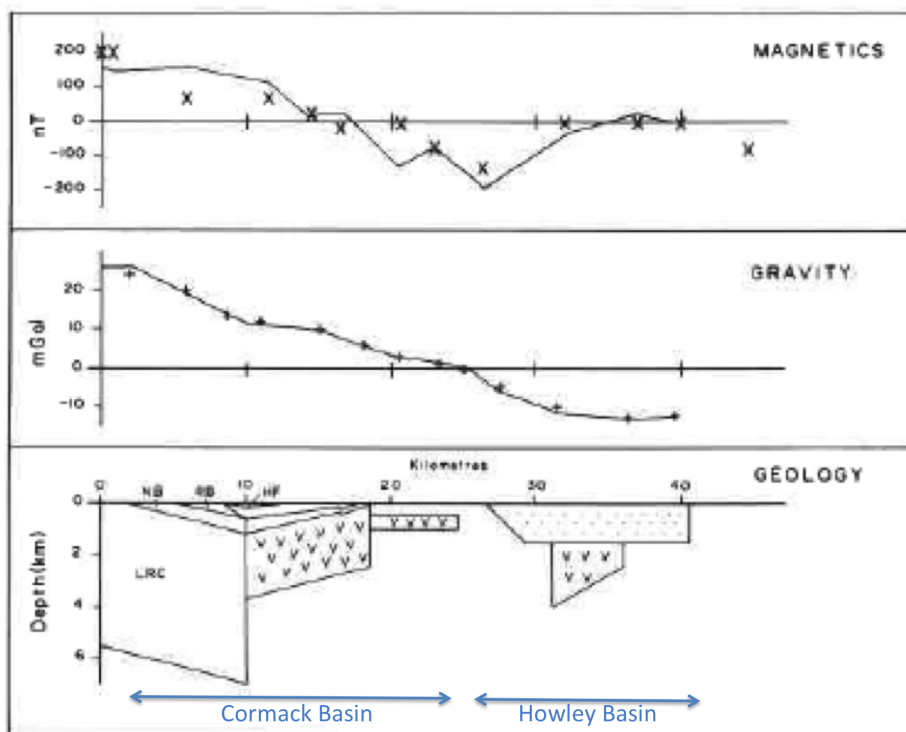 MAGNETICS
200
100
0
-100
-200
nT
GRAVITY
20
10
0
-10
mGal
GEOLOGY
Kilometres
0 10 20 30 40
NB RB HF
LRC
0
2
4
6
Depth(km)
Cormack Basin Howley Basin